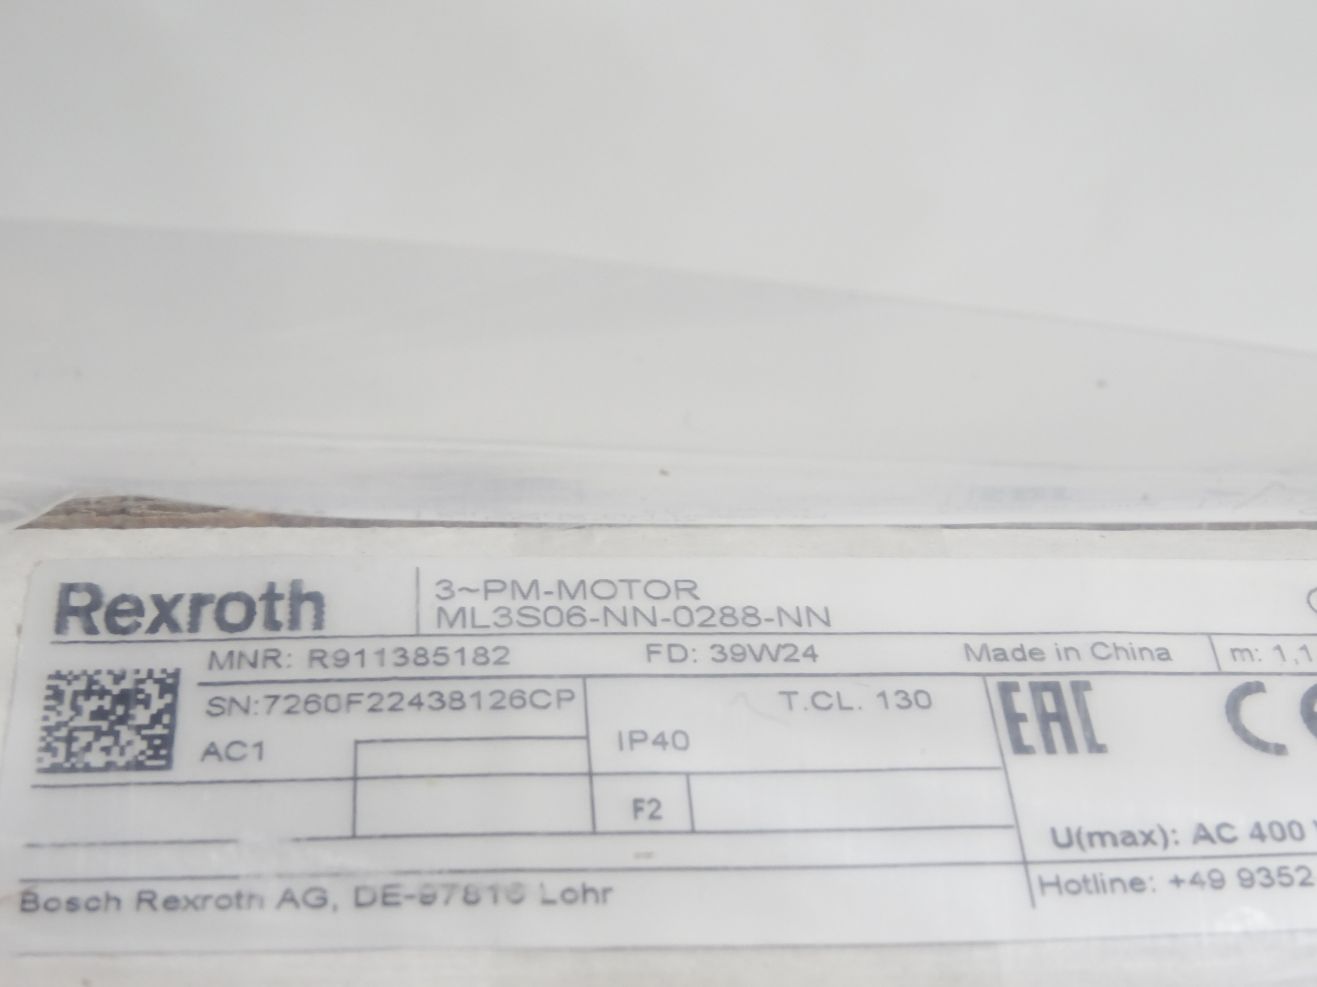 Rexroth
3~PM-MOTOR
ML3S06-NN-0288-NN
MNR: R911385182 FD: 39W24 Made in China m: 1,1
SN:7260F22438126CP T.CL. 130 EAC CE
AC1 IP40
F2
U(max): AC 400
Hotline: +49 9352
Bosch Rexroth AG, DE-97816 Lohr